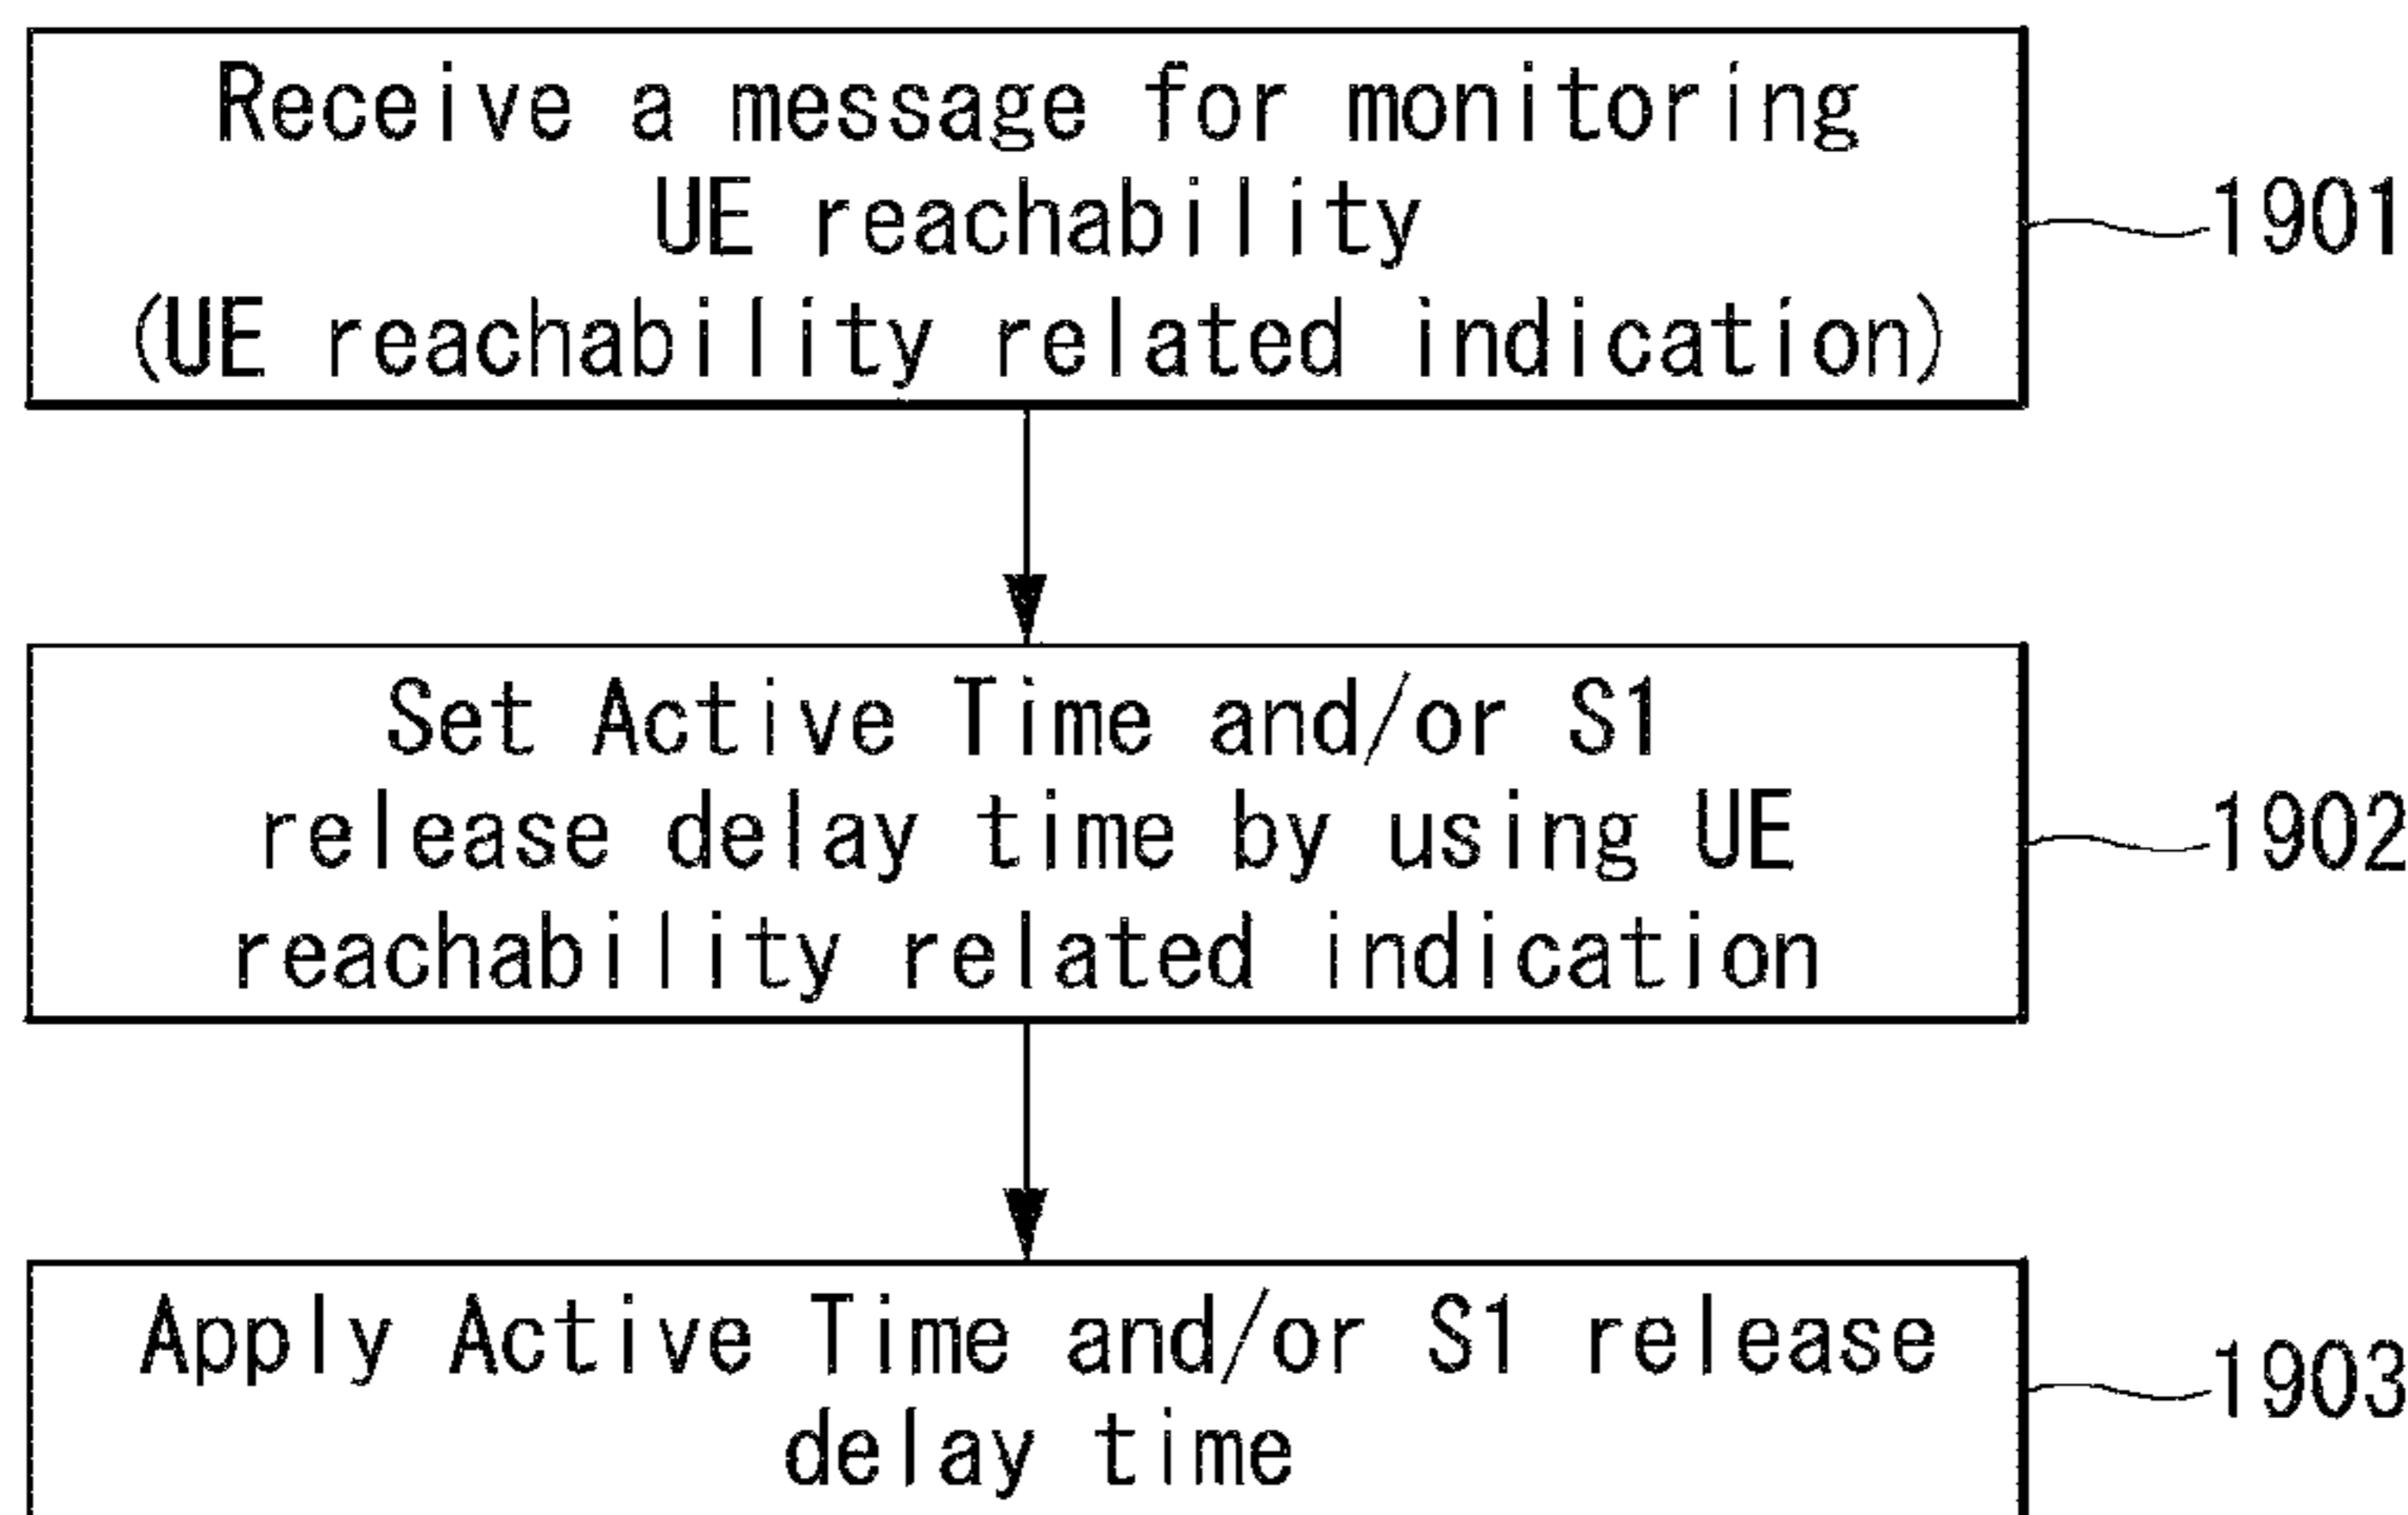 Receive a message for monitoring
UE reachability
(UE reachability related indication)
1901
Set Active Time and/or S1
release delay time by using UE
reachability related indication
1902
Apply Active Time and/or S1 release
delay time
1903